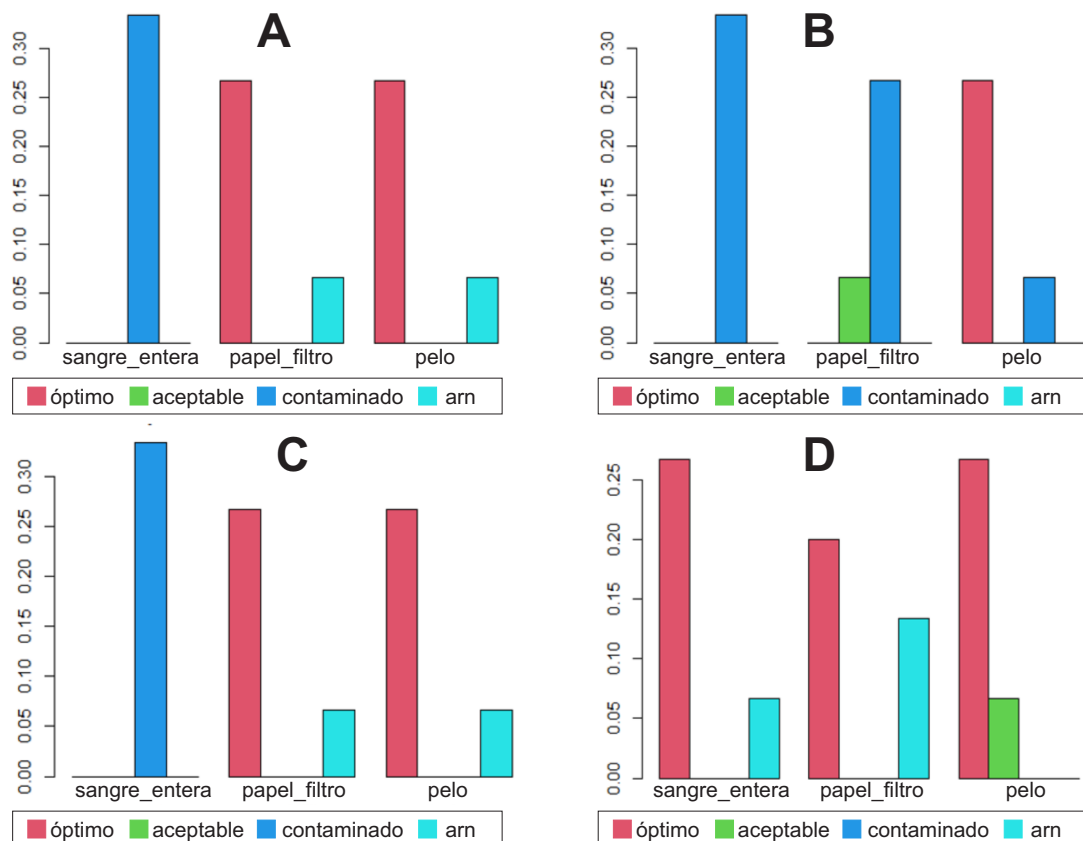 A
0.30
0.25
0.20
0.15
0.10
0.05
0.00
sangre_entera papel_filtro pelo
óptimo aceptable contaminado arn
B
0.30
0.25
0.20
0.15
0.10
0.05
0.00
sangre_entera papel_filtro pelo
óptimo aceptable contaminado arn
C
0.30
0.25
0.20
0.15
0.10
0.05
0.00
sangre_entera papel_filtro pelo
óptimo aceptable contaminado arn
D
0.25
0.20
0.15
0.10
0.05
0.00
sangre_entera papel_filtro pelo
óptimo aceptable contaminado arn